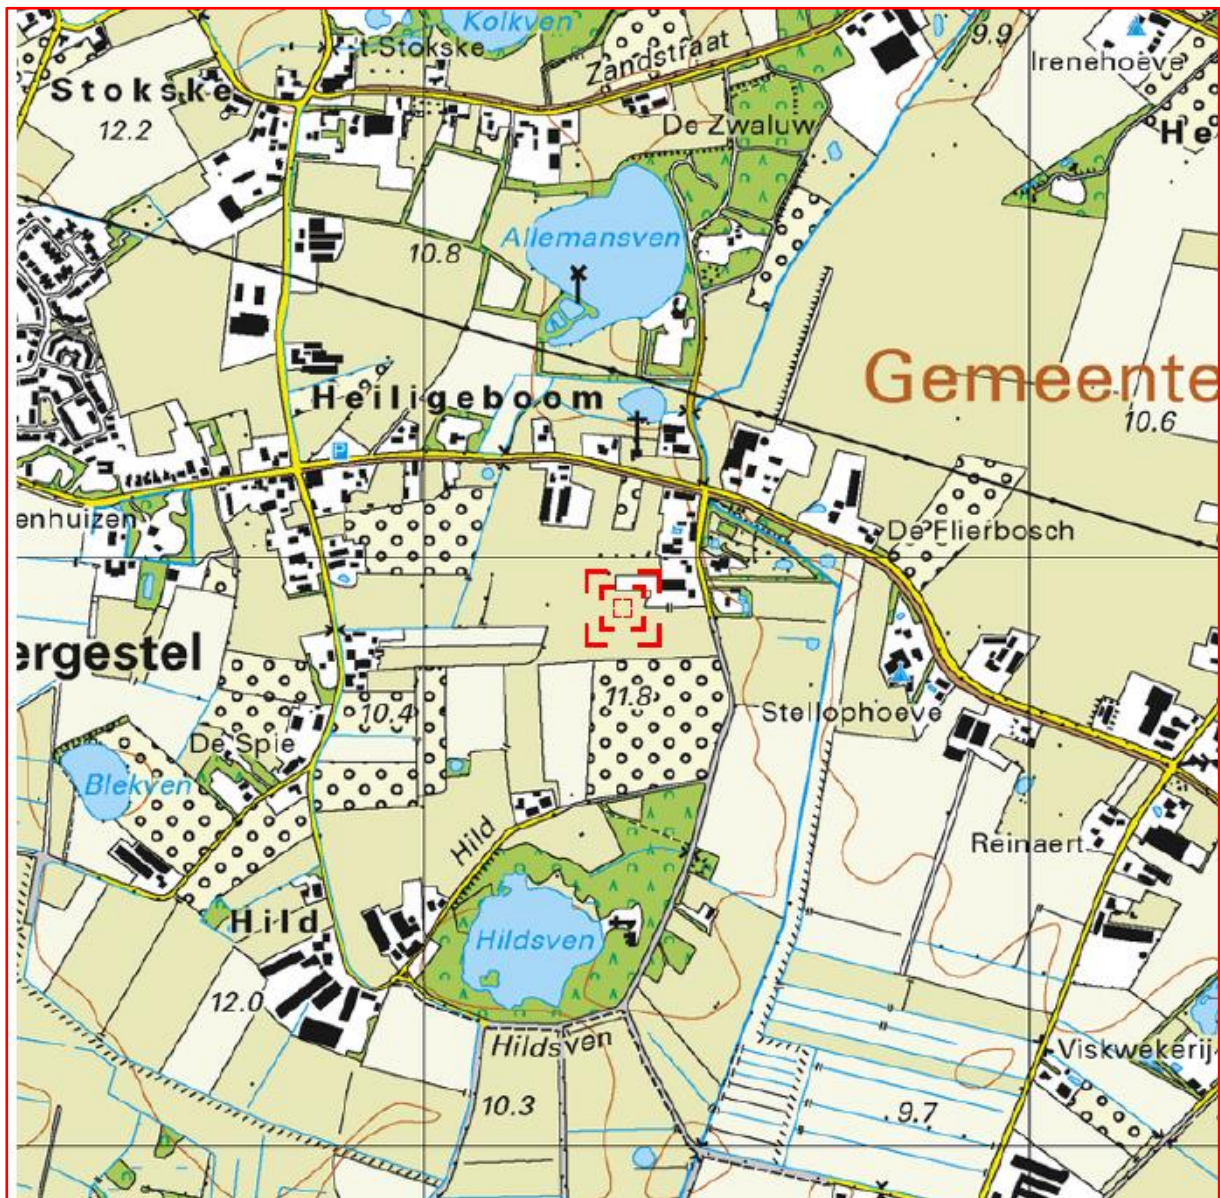 Kolkven
't Stokske
Zandstraat
9.9
Irenehoeve
Stokske
12.2
De Zwaluw
He
Allemansven
10.8
Gemeente
Heiligeboom
10.6
P
enhuizen
De Flierbosch
ergestel
11.8
10.4
Stellophoeve
De Spie
Blekven
Hild
Reinaert
Hild
Hildsven
12.0
Hildsven
Viskwekerij
10.3
9.7